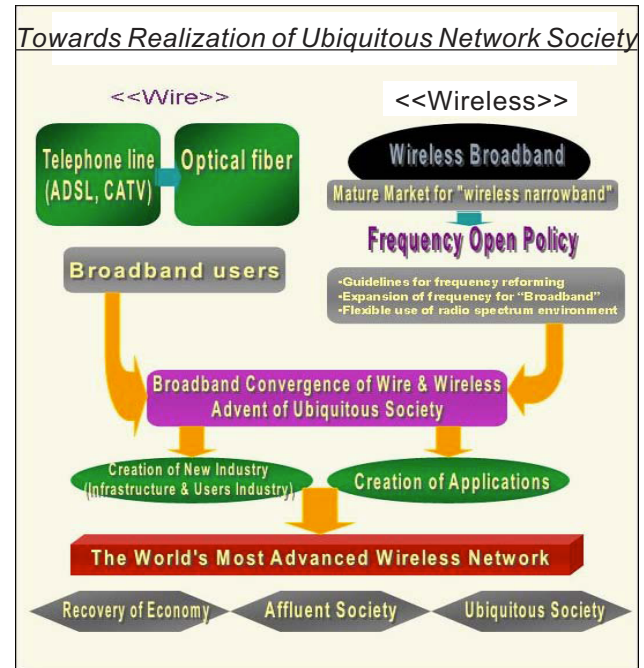 Towards Realization of Ubiquitous Network Society
<<Wire>>
<<Wireless>>
Telephone line
(ADSL, CATV)
Optical fiber
Wireless Broadband
Mature Market for "wireless narrowband"
Frequency Open Policy
Broadband users
•Guidelines for frequency reforming
•Expansion of frequency for “Broadband”
•Flexible use of radio spectrum environment
Broadband Convergence of Wire & Wireless
Advent of Ubiquitous Society
Creation of New Industry
(Infrastructure & Users Industry)
Creation of Applications
The World's Most Advanced Wireless Network
Recovery of Economy
Affluent Society
Ubiquitous Society